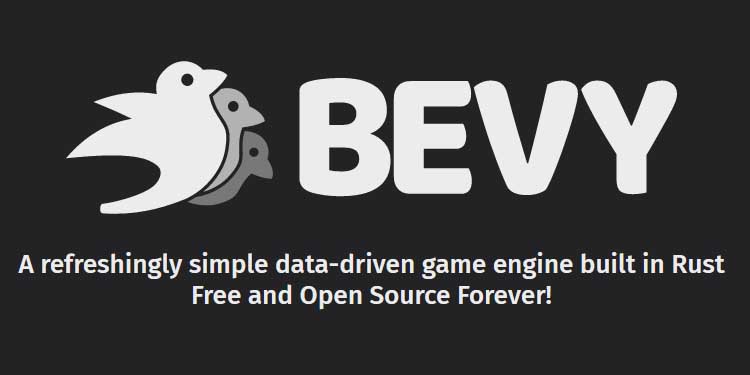 BEVY
A refreshingly simple data-driven game engine built in Rust
Free and Open Source Forever!